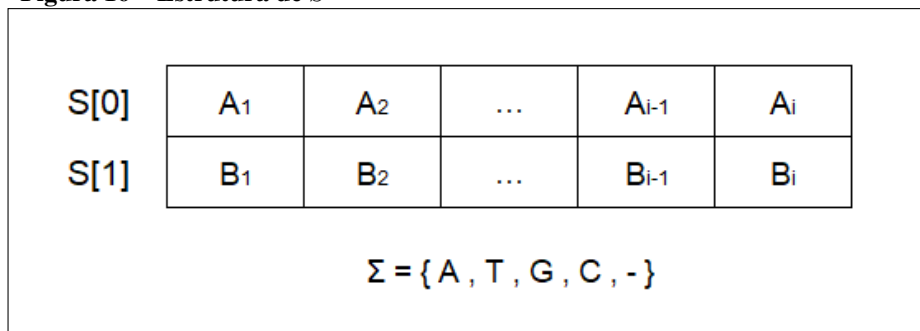 Figura 10 – Estrutura de S
S[0] A1 A2 ... Ai-1 Ai
S[1] B1 B2 ... Bi-1 Bi
Σ = { A , T , G , C , - }